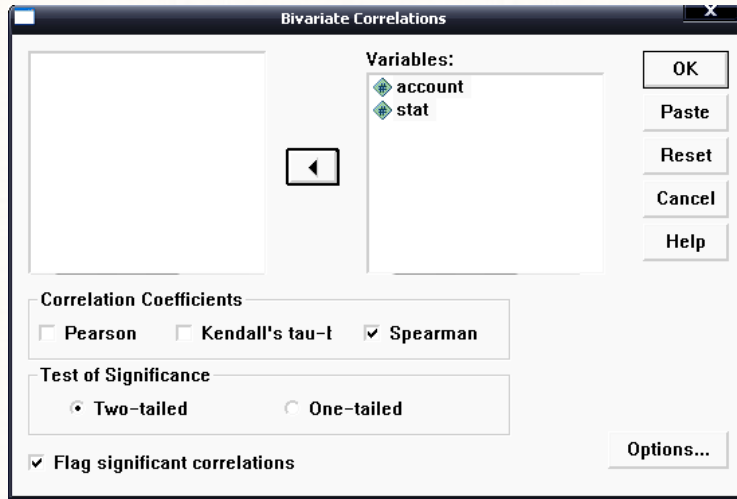 Bivariate Correlations
X
Variables:
# account
# stat
OK
Paste
Reset
Cancel
Help
Correlation Coefficients
Pearson
Kendall's tau-t
Spearman
Test of Significance
Two-tailed
One-tailed
Flag significant correlations
Options...